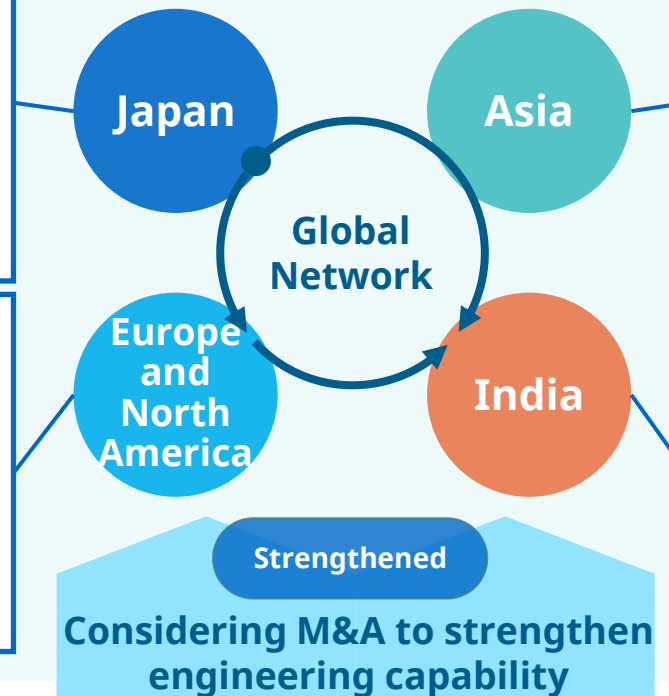 Japan
Asia
Global
Network
Europe
and
North
America
India
Strengthened
Considering M&A to strengthen
engineering capability